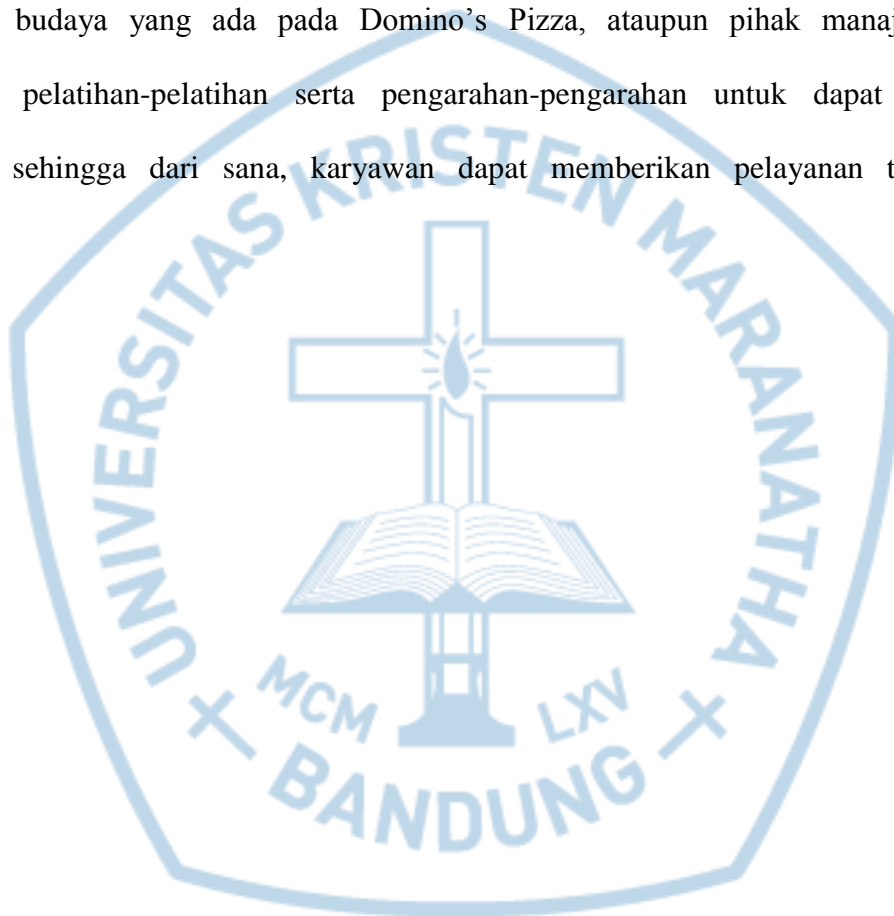 budaya yang ada pada Domino’s Pizza, ataupun pihak manaj
pelatihan-pelatihan serta pengarahan-pengarahan untuk dapat
sehingga dari sana, karyawan dapat memberikan pelayanan t
UNIVERSITAS KRISTEN MARANATHA
MCM LXV
BANDUNG